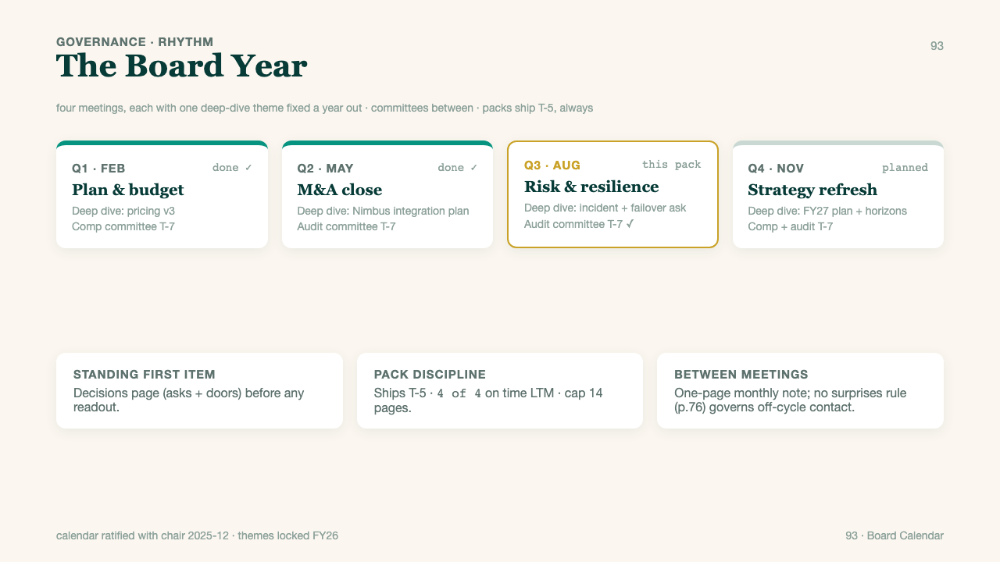 GOVERNANCE · RHYTHM
93
The Board Year
four meetings, each with one deep-dive theme fixed a year out · committees between · packs ship T-5, always
Q1 · FEB
done ✓
Plan & budget
Deep dive: pricing v3
Comp committee T-7
Q2 · MAY
done ✓
M&A close
Deep dive: Nimbus integration plan
Audit committee T-7
Q3 · AUG
this pack
Risk & resilience
Deep dive: incident + failover ask
Audit committee T-7 ✓
Q4 · NOV
planned
Strategy refresh
Deep dive: FY27 plan + horizons
Comp + audit T-7
STANDING FIRST ITEM
Decisions page (asks + doors) before any
readout.
PACK DISCIPLINE
Ships T-5 · 4 of 4 on time LTM · cap 14
pages.
BETWEEN MEETINGS
One-page monthly note; no surprises rule
(p.76) governs off-cycle contact.
calendar ratified with chair 2025-12 · themes locked FY26
93 · Board Calendar